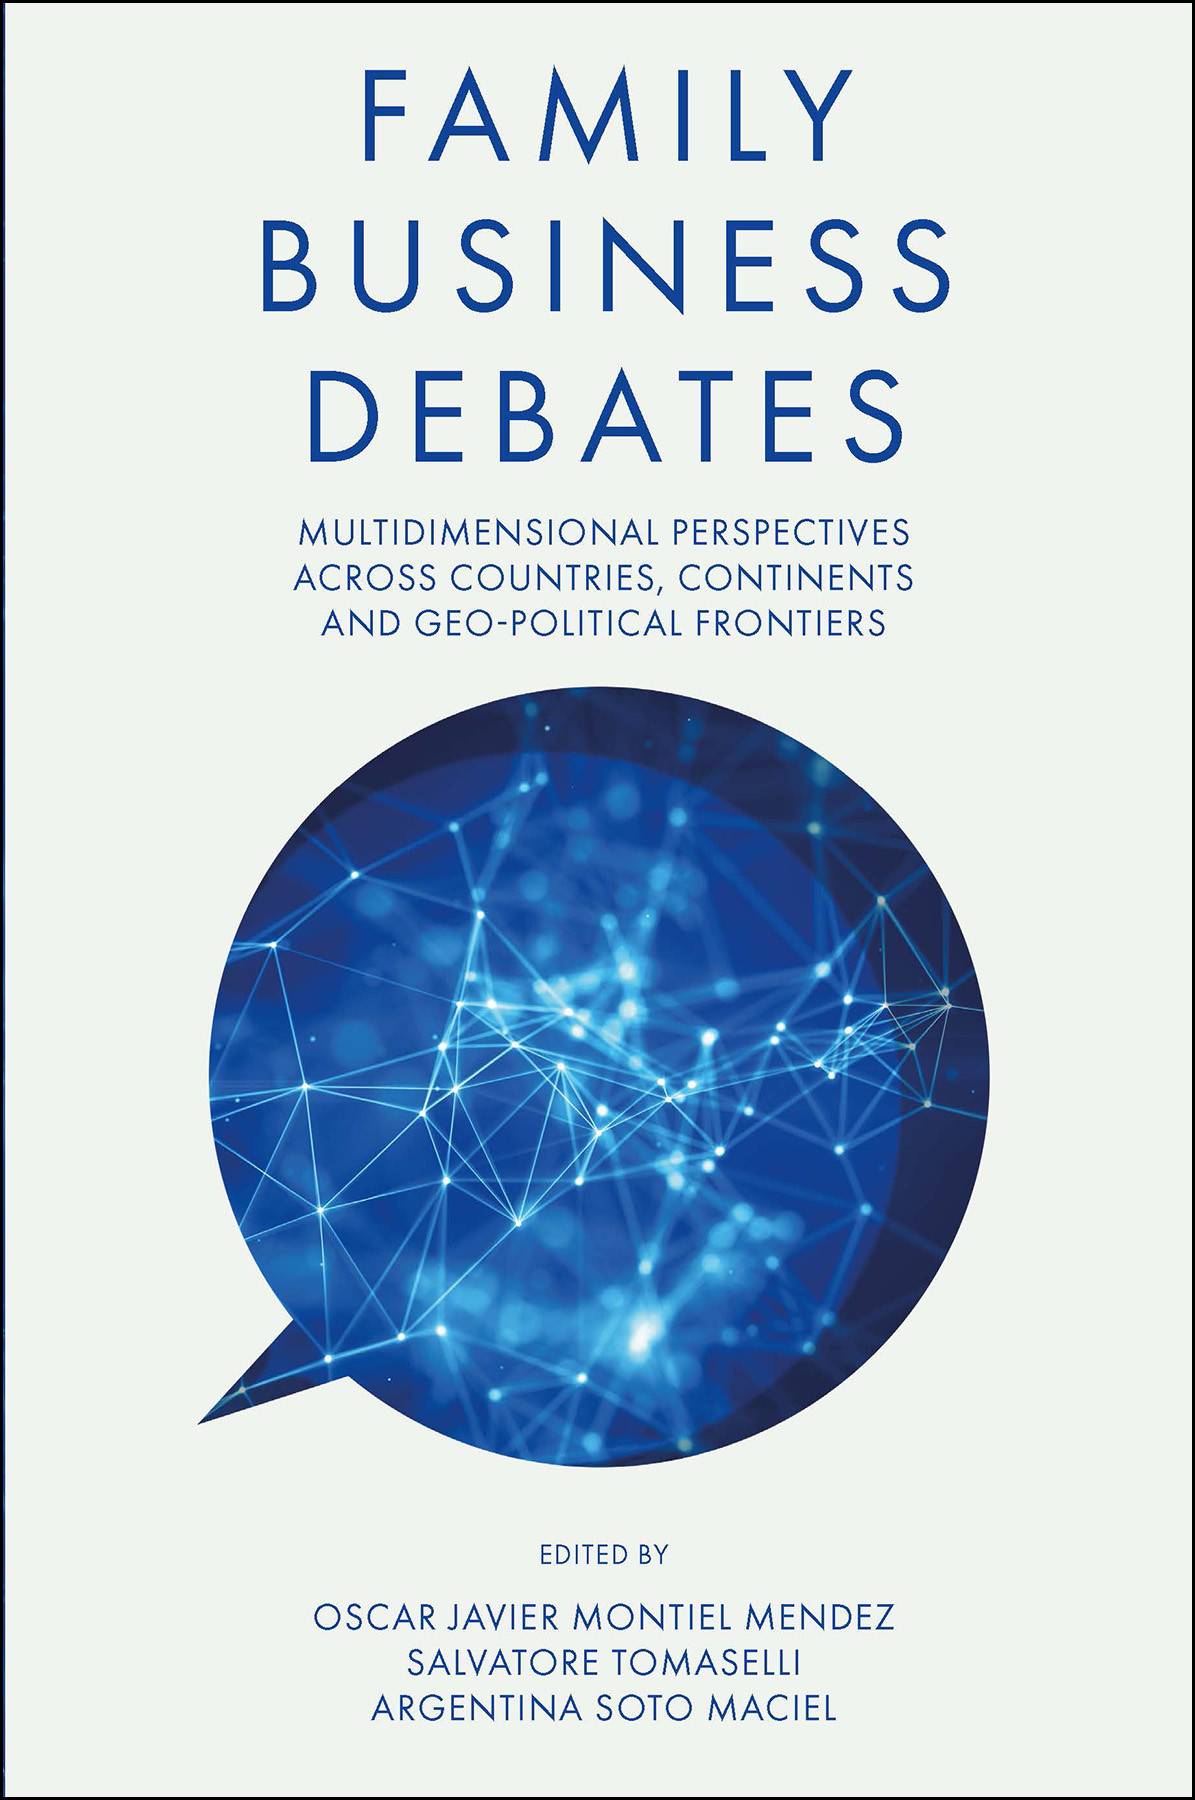 FAMILY
BUSINESS
DEBATES
MULTIDIMENSIONAL PERSPECTIVES
ACROSS COUNTRIES, CONTINENTS
AND GEO-POLITICAL FRONTIERS
EDITED BY
OSCAR JAVIER MONTIEL MENDEZ
SALVATORE TOMASELLI
ARGENTINA SOTO MACIEL